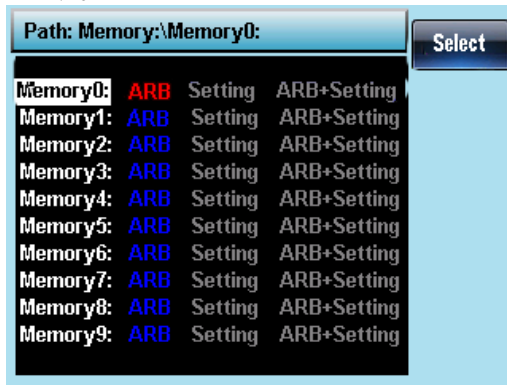 Path: Memory:\Memory0:
Select
Memory0: ARB Setting ARB+Setting
Memory1: ARB Setting ARB+Setting
Memory2: ARB Setting ARB+Setting
Memory3: ARB Setting ARB+Setting
Memory4: ARB Setting ARB+Setting
Memory5: ARB Setting ARB+Setting
Memory6: ARB Setting ARB+Setting
Memory7: ARB Setting ARB+Setting
Memory8: ARB Setting ARB+Setting
Memory9: ARB Setting ARB+Setting